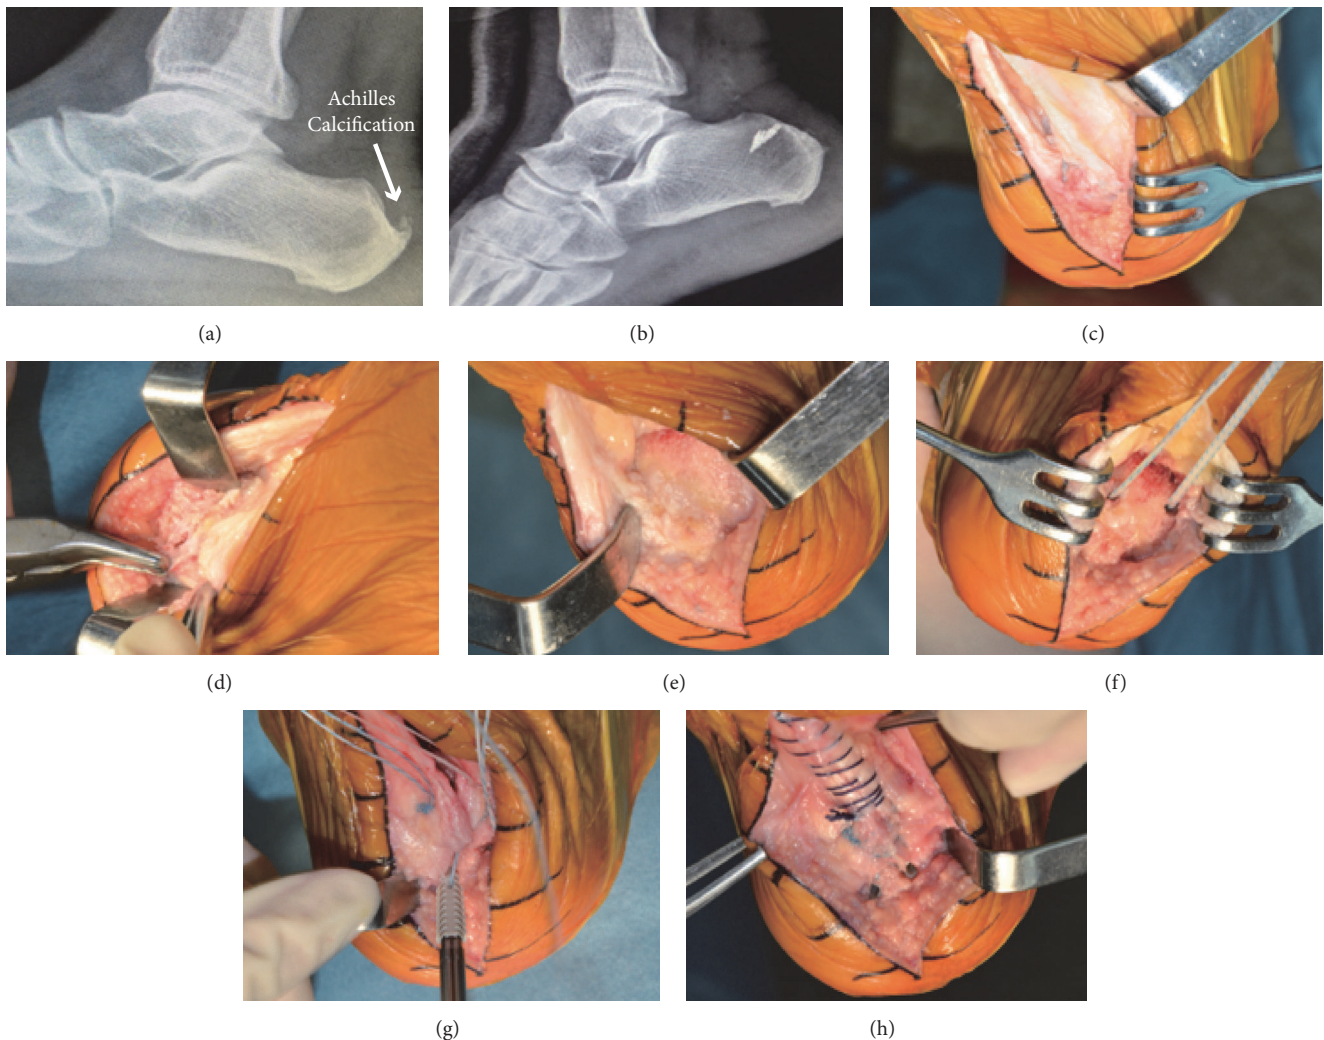 Achilles
Calcification
(a)
(b)
(c)
(d)
(e)
(f)
(g)
(h)